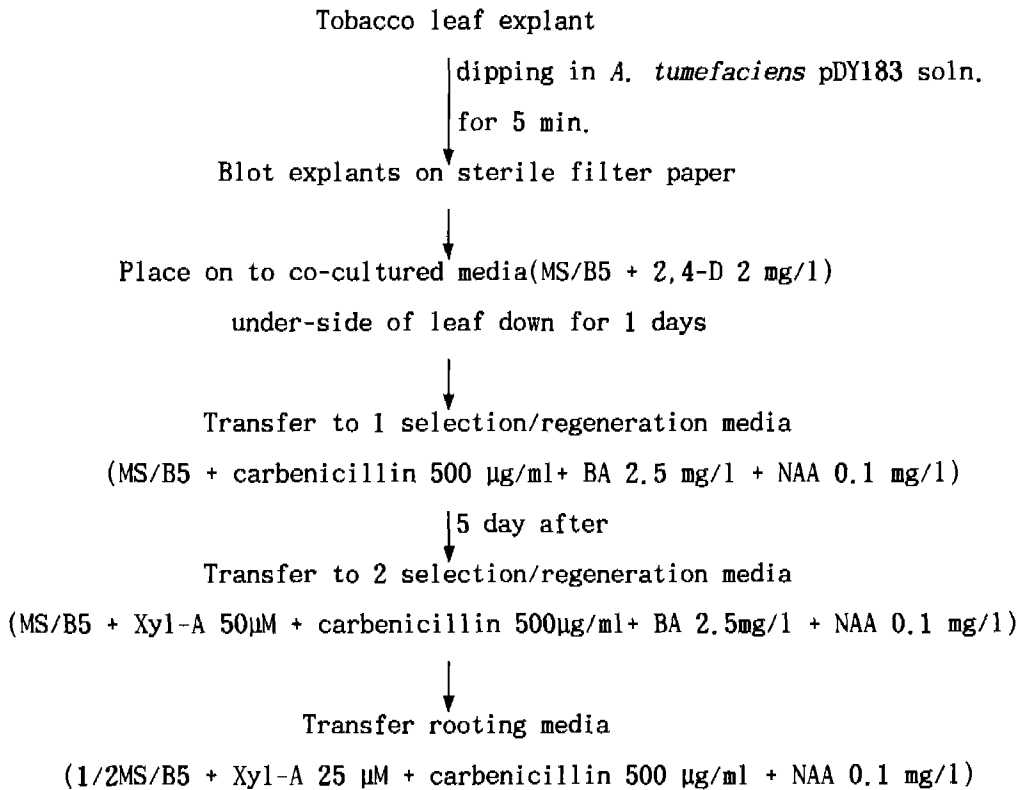 Tobacco leaf explant
dipping in A. tumefaciens pDY183 soln.
for 5 min.
Blot explants on sterile filter paper
Place on to co-cultured media(MS/B5 + 2,4-D 2 mg/l)
under-side of leaf down for 1 days
Transfer to 1 selection/regeneration media
(MS/B5 + carbenicillin 500 μg/ml+ BA 2.5 mg/l + NAA 0.1 mg/l)
5 day after
Transfer to 2 selection/regeneration media
(MS/B5 + Xyl-A 50μM + carbenicillin 500μg/ml+ BA 2.5mg/l + NAA 0.1 mg/l)
Transfer rooting media
(1/2MS/B5 + Xyl-A 25 μM + carbenicillin 500 μg/ml + NAA 0.1 mg/l)